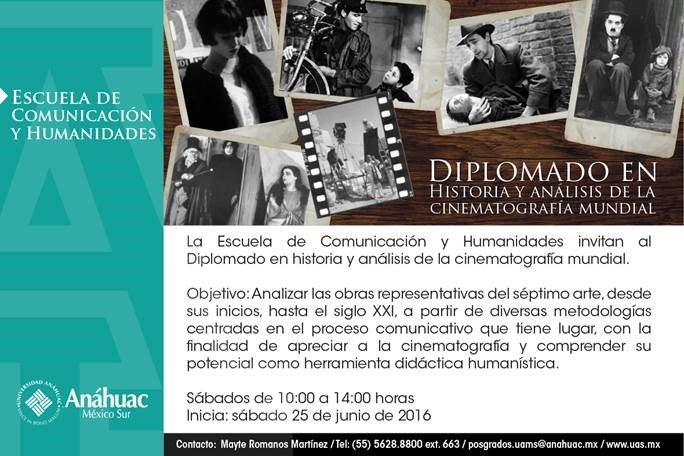 ESCUELA DE
COMUNICACIÓN
Y HUMANIDADES
DIPLOMADO EN
HISTORIA Y ANÁLISIS DE LA
CINEMATOGRAFÍA MUNDIAL
La Escuela de Comunicación y Humanidades invitan al
Diplomado en historia y análisis de la cinematografía mundial.
Objetivo: Analizar las obras representativas del séptimo arte, desde
sus inicios, hasta el siglo XXI, a partir de diversas metodologías
centradas en el proceso comunicativo que tiene lugar, con la
finalidad de apreciar a la cinematografía y comprender su
potencial como herramienta didáctica humanística.
Sábados de 10:00 a 14:00 horas
Inicia: sábado 25 de junio de 2016
Anáhuac
México Sur
Contacto: Mayte Romanos Martínez / Tel: (55) 5628.8800 ext. 663 / posgrados.uams@anahuac.mx / www.uas.mx